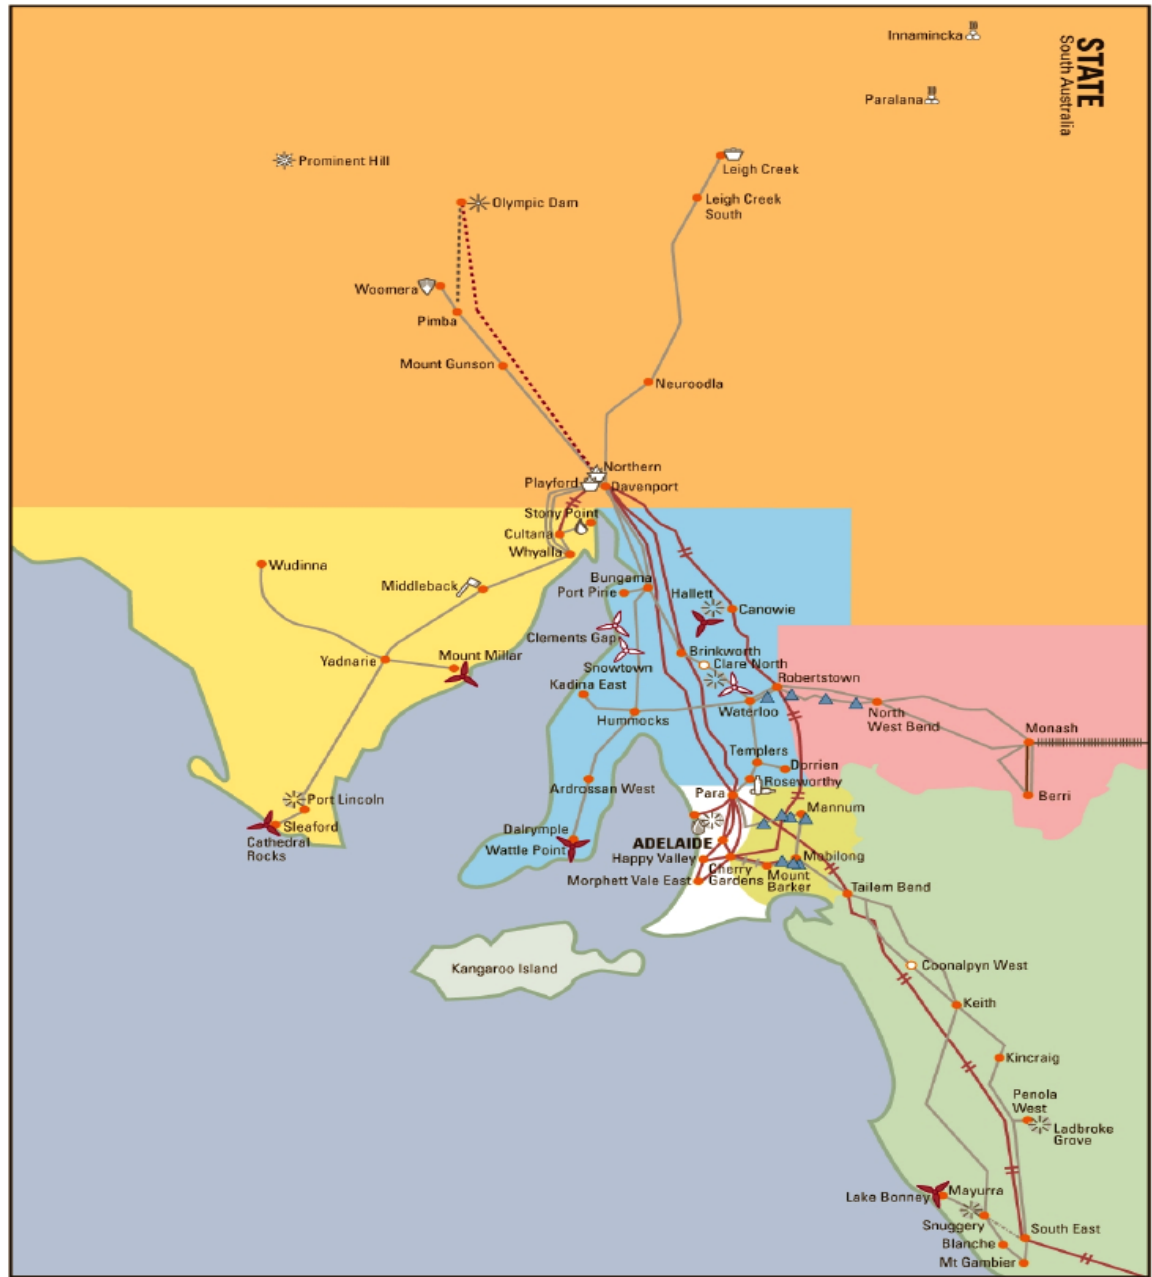 Innamincka
STATE
South Australia
Paralana
Prominent Hill
Leigh Creek
Olympic Dam
Leigh Creek
South
Woomera
Pimba
Mount Gunson
Neuroodla
Northern
Playford
Davenport
Stony Point
Cultana
Whyalla
Wudinna
Middleback
Bungama
Port Pirie
Hallett
Canowie
Clements Gap
Brinkworth
Yadnarie
Mount Millar
Snowtown
Clare North
Kadina East
Robertstown
Hummocks
Waterloo
North
West Bend
Monash
Templers
Dorrien
Ardrossan West
Roseworthy
Para
Berri
Port Lincoln
Mannum
Sleaford
Cathedral
Rocks
Dalrymple
Wattle Point
ADELAIDE
Happy Valley
Mobilong
Cherry
Gardens
Morphett Vale East
Mount
Barker
Tailem Bend
Kangaroo Island
Coonalpyn West
Keith
Kincraig
Penola
West
Ladbroke
Grove
Lake Bonney
Mayurra
Snuggery
South East
Blanche
Mt Gambier